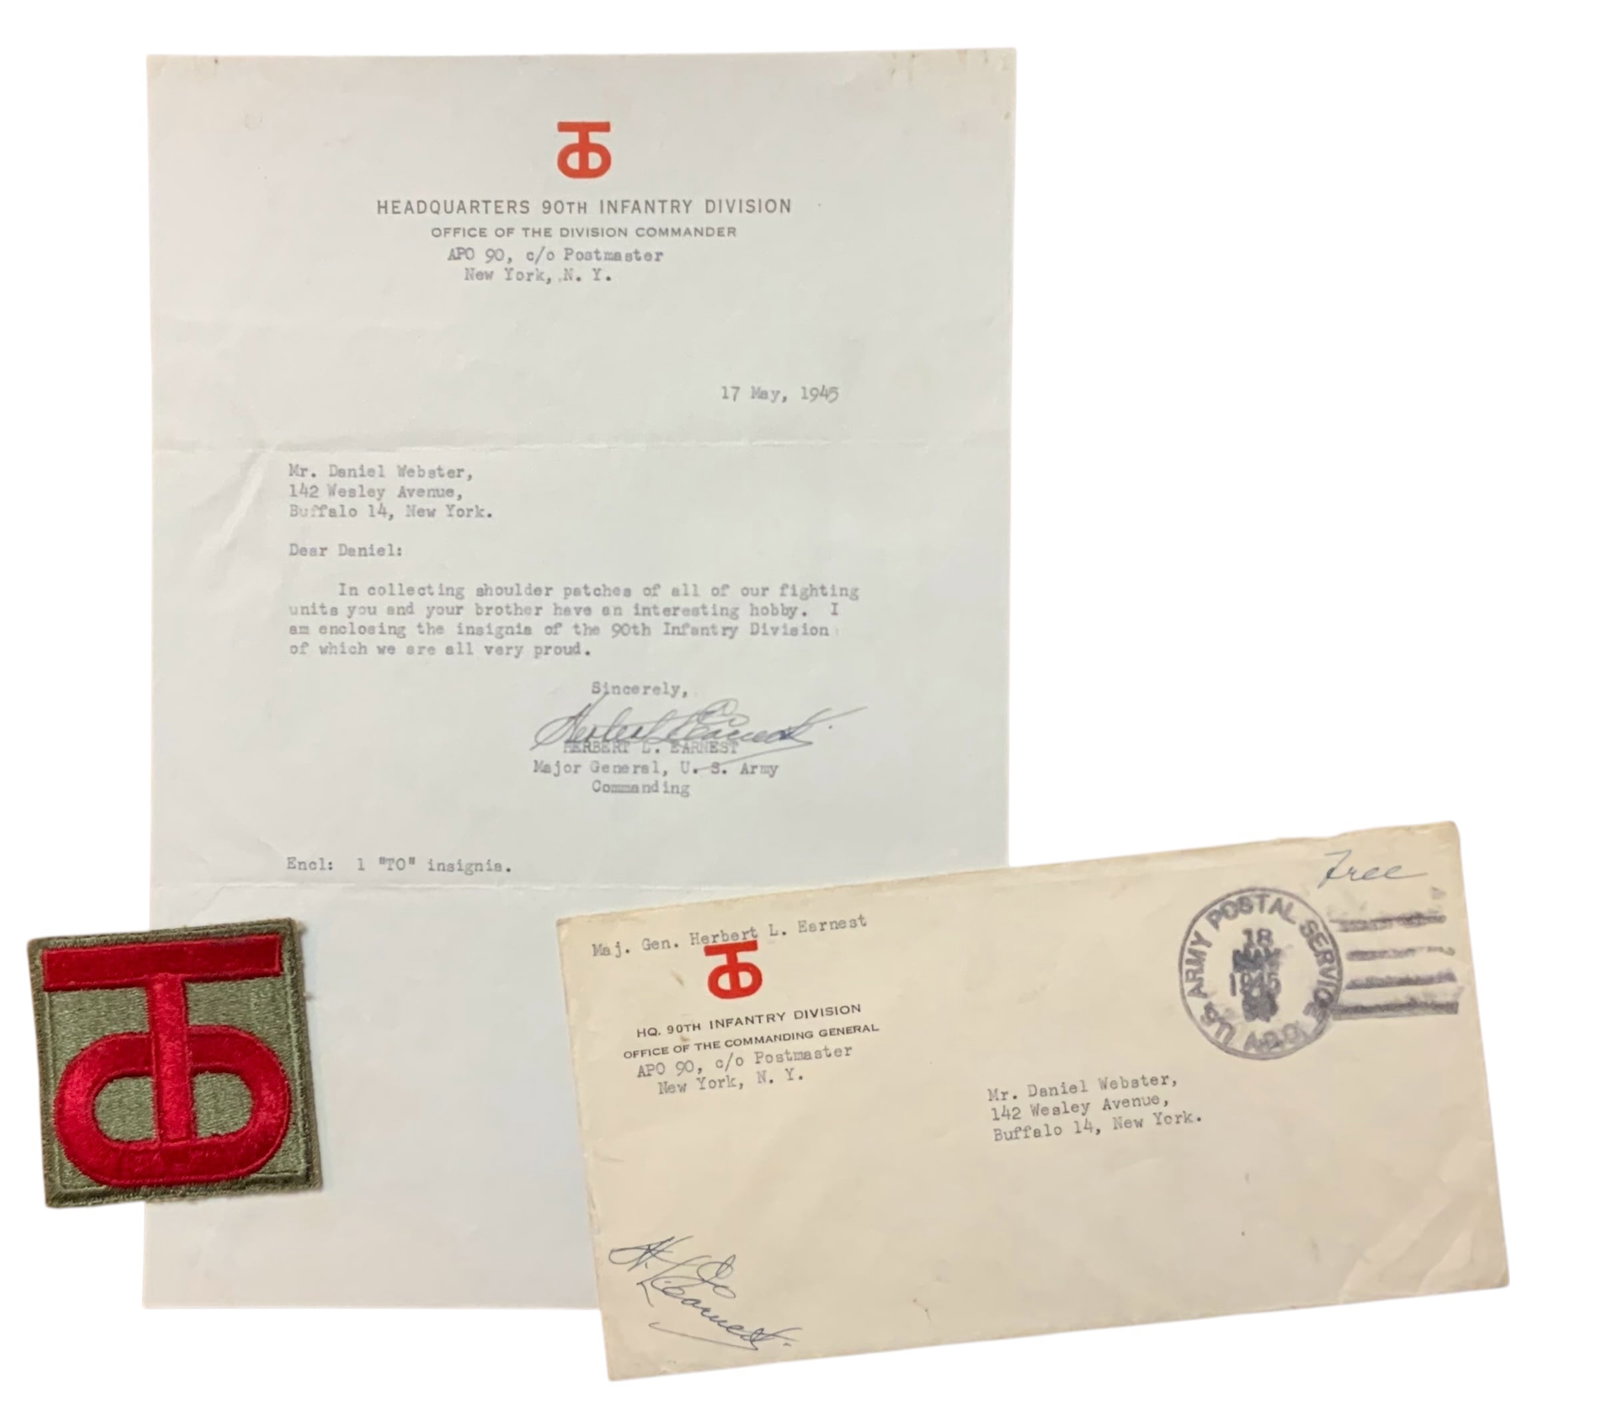 HEADQUARTERS 90TH INFANTRY DIVISION
OFFICE OF THE DIVISION COMMANDER
APO 90, c/o Postmaster
New York, N. Y.
17 May, 1945
Mr. Daniel Webster,
142 Wesley Avenue,
Buffalo 14, New York.
Dear Daniel:
In collecting shoulder patches of all of our fighting
units you and your brother have an interesting hobby. I
am enclosing the insignia of the 90th Infantry Division
of which we are all very proud.
Sincerely,
Herbert L. Earnest
HERBERT L. EARNEST
Major General, U. S. Army
Commanding
Encl: 1 "TO" insignia.
Free
Maj. Gen. Herbert L. Earnest
HQ. 90TH INFANTRY DIVISION
OFFICE OF THE COMMANDING GENERAL
APO 90, c/o Postmaster
New York, N. Y.
U.S. ARMY POSTAL SERVICE
18
A.P.O.
Mr. Daniel Webster,
142 Wesley Avenue,
Buffalo 14, New York.
H. L. Earnest